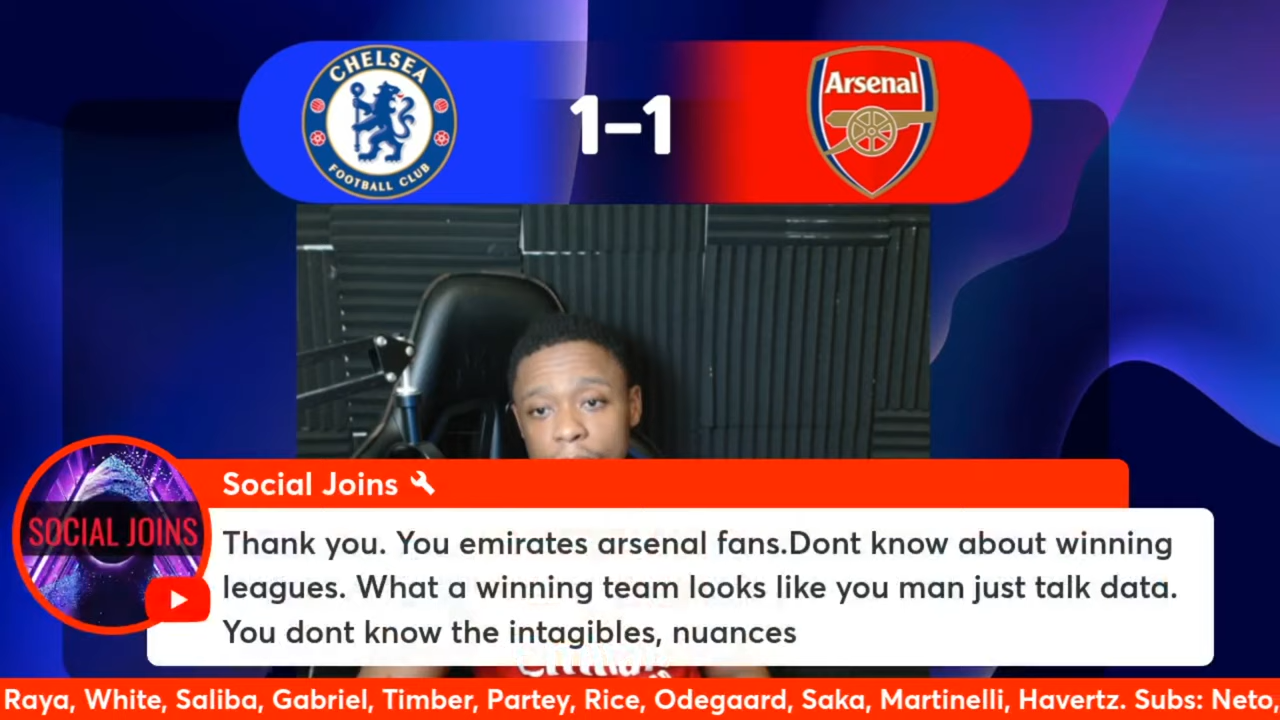 CHELSEA
FOOTBALL CLUB
1-1
Arsenal
SOCIAL JOINS
Social Joins
Thank you. You emirates arsenal fans.Dont know about winning
leagues. What a winning team looks like you man just talk data.
You dont know the intagibles, nuances
Raya, White, Saliba, Gabriel, Timber, Partey, Rice, Odegaard, Saka, Martinelli, Havertz. Subs: Neto,